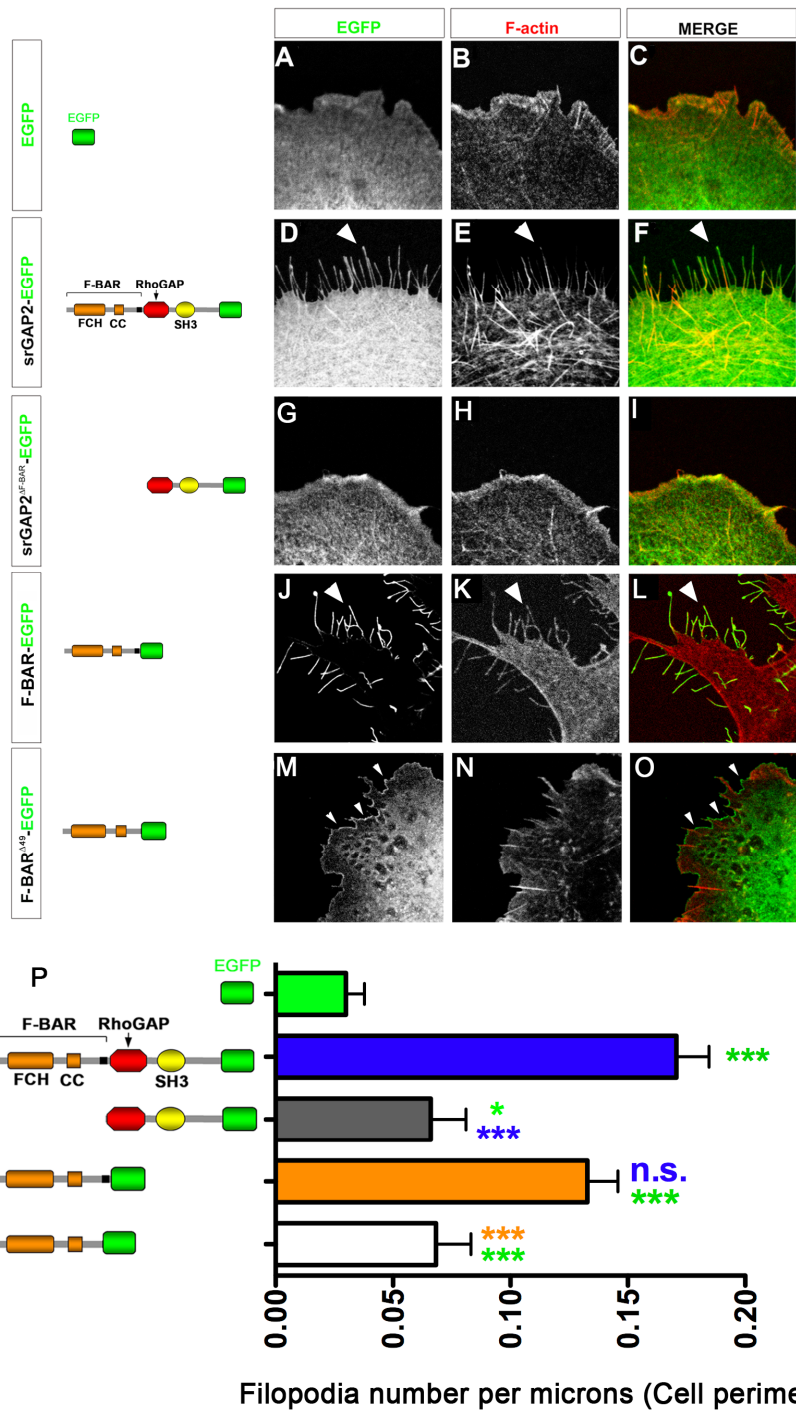 EGFP F-actin MERGE
EGFP
EGFP
A B C
srGAP2-EGFP
F-BAR RhoGAP
FCH CC SH3
D E F
srGAP2ΔF-BAR-EGFP
G H I
F-BAR-EGFP
J K L
F-BARΔ49-EGFP
M N O
P
EGFP
F-BAR RhoGAP
FCH CC SH3
***
*
***
n.s.
***
***
***
0.00 0.05 0.10 0.15 0.20
Filopodia number per microns (Cell perime